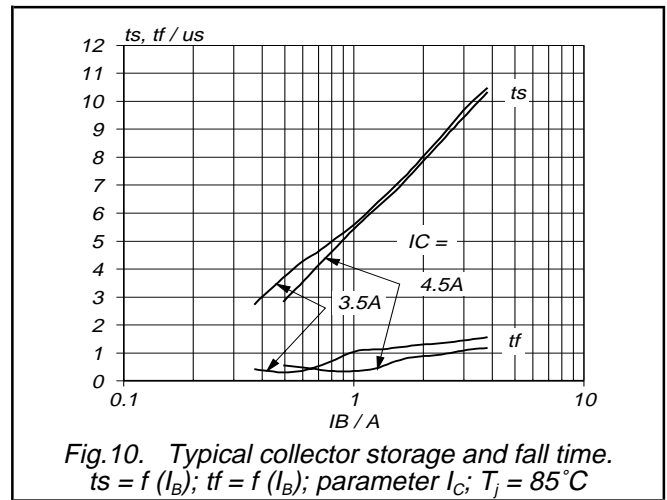 ts, tf / us
12
11
10
9
8
7
6
5
4
3
2
1
0
ts
IC =
4.5A
3.5A
tf
0.1 1 10
IB / A
Fig.10. Typical collector storage and fall time.
ts = f (IB); tf = f (IB); parameter IC; Tj = 85˚C